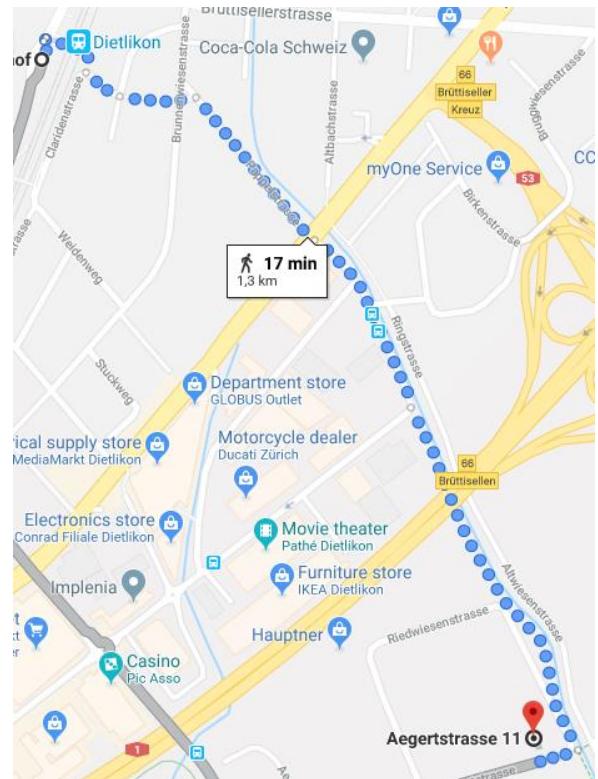 Brüttisellerstrasse
Dietlikon
hof
Coca-Cola Schweiz
66
Brüttiseller
Kreuz
Claridenstrasse
Brunnenwiesenstrasse
Altbachstrasse
Bruggwiesenstrasse
myOne Service
CC
53
Birkenstrasse
Weidenweg
17 min
1,3 km
Ringstrasse
Stuckweg
Department store
GLOBUS Outlet
rical supply store
MediaMarkt Dietlikon
Motorcycle dealer
Ducati Zürich
66
Brüttisellen
Electronics store
Conrad Filiale Dietlikon
Movie theater
Pathé Dietlikon
Furniture store
IKEA Dietlikon
Implenia
Altwiesenstrasse
Riedwiesenstrasse
Hauptner
Casino
Pic Asso
Aegertstrasse 11
1